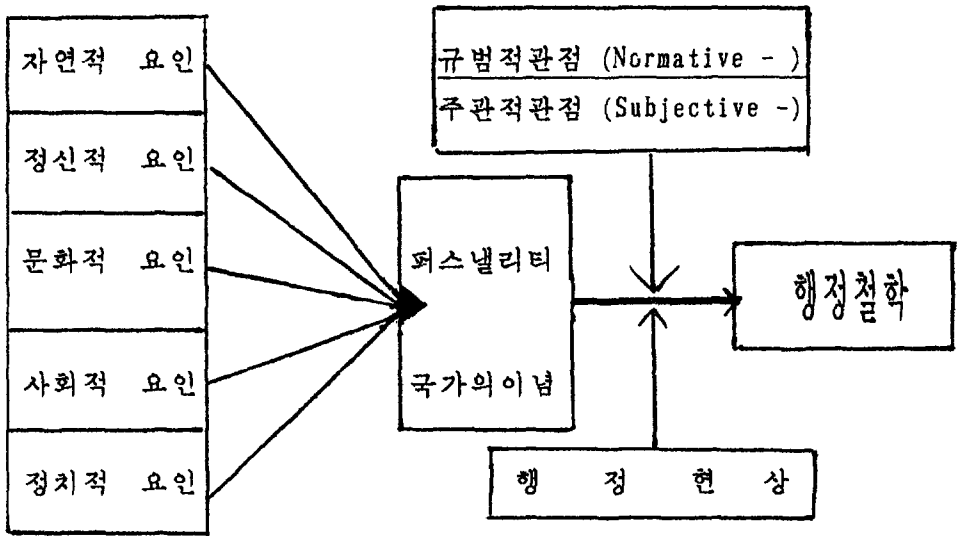 자연적 요인
정신적 요인
문화적 요인
사회적 요인
정치적 요인
규범적관점 (Normative - )
주관적관점 (Subjective -)
퍼스낼리티
국가의이념
행정철학
행 정 현 상